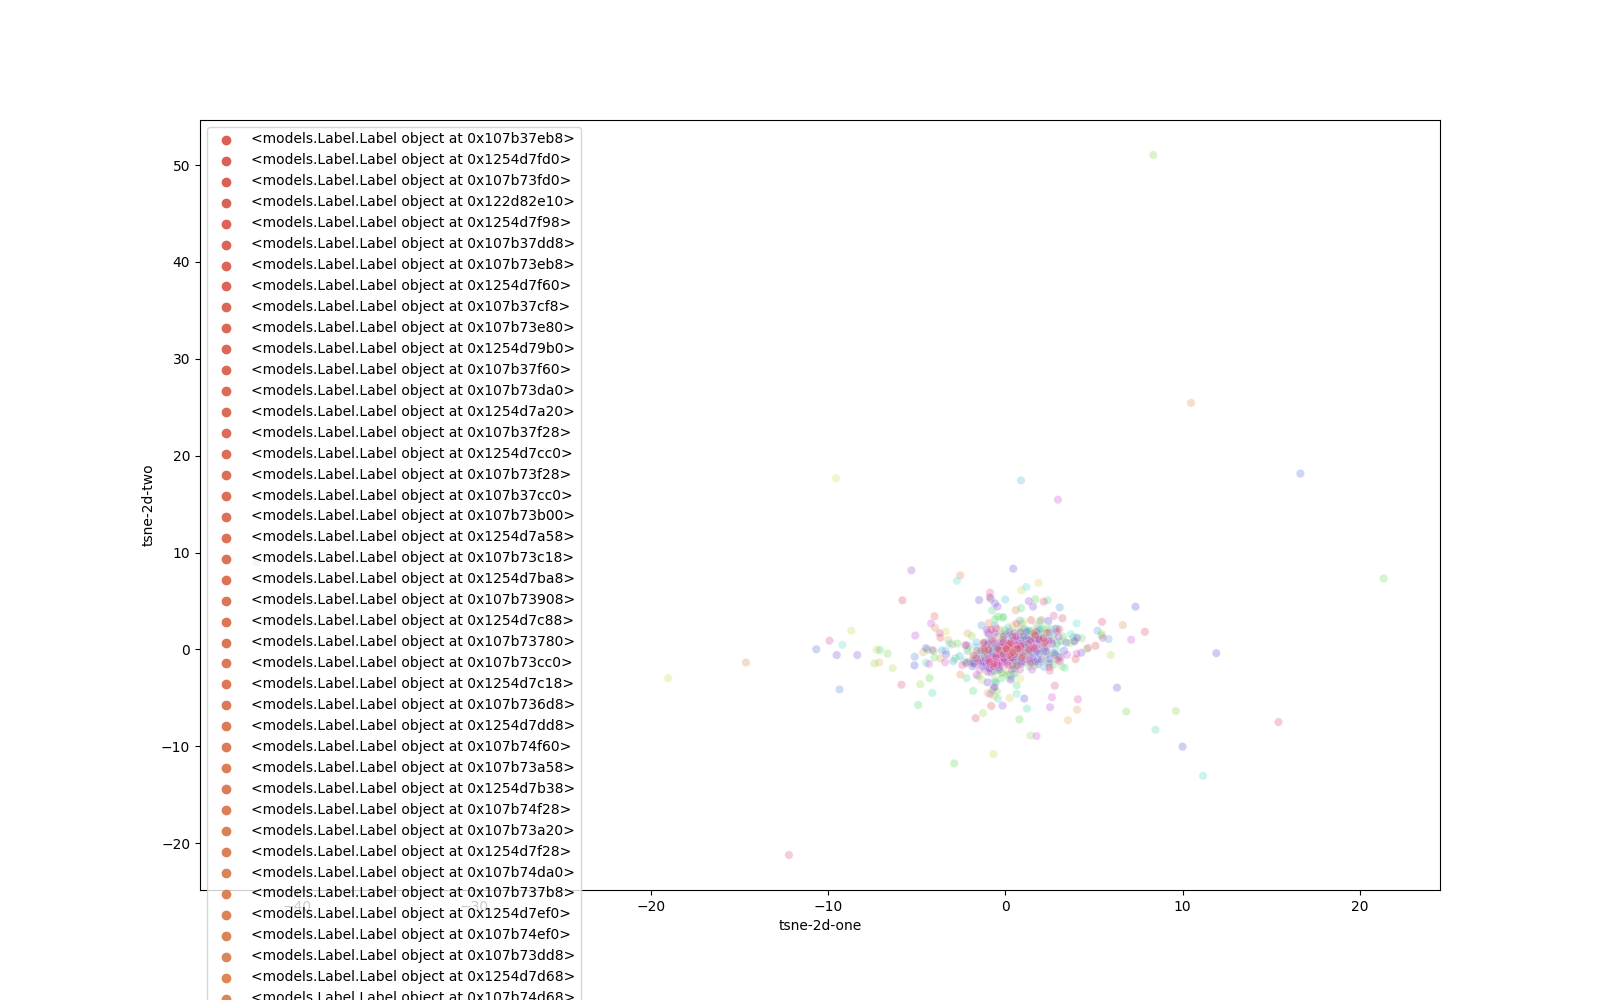 <models.Label.Label object at 0x107b37eb8>
<models.Label.Label object at 0x1254d7fd0>
<models.Label.Label object at 0x107b73fd0>
<models.Label.Label object at 0x122d82e10>
<models.Label.Label object at 0x1254d7f98>
<models.Label.Label object at 0x107b37dd8>
<models.Label.Label object at 0x107b73eb8>
<models.Label.Label object at 0x1254d7f60>
<models.Label.Label object at 0x107b37cf8>
<models.Label.Label object at 0x107b73e80>
<models.Label.Label object at 0x1254d79b0>
<models.Label.Label object at 0x107b37f60>
<models.Label.Label object at 0x107b73da0>
<models.Label.Label object at 0x1254d7a20>
<models.Label.Label object at 0x107b37f28>
<models.Label.Label object at 0x1254d7cc0>
<models.Label.Label object at 0x107b73f28>
<models.Label.Label object at 0x107b37cc0>
<models.Label.Label object at 0x107b73b00>
<models.Label.Label object at 0x1254d7a58>
<models.Label.Label object at 0x107b73c18>
<models.Label.Label object at 0x1254d7ba8>
<models.Label.Label object at 0x107b73908>
<models.Label.Label object at 0x1254d7c88>
<models.Label.Label object at 0x107b73780>
<models.Label.Label object at 0x107b73cc0>
<models.Label.Label object at 0x1254d7c18>
<models.Label.Label object at 0x107b736d8>
<models.Label.Label object at 0x1254d7dd8>
<models.Label.Label object at 0x107b74f60>
<models.Label.Label object at 0x107b73a58>
<models.Label.Label object at 0x1254d7b38>
<models.Label.Label object at 0x107b74f28>
<models.Label.Label object at 0x107b73a20>
<models.Label.Label object at 0x1254d7f28>
<models.Label.Label object at 0x107b74da0>
<models.Label.Label object at 0x107b737b8>
<models.Label.Label object at 0x1254d7ef0>
<models.Label.Label object at 0x107b74ef0>
<models.Label.Label object at 0x107b73dd8>
<models.Label.Label object at 0x1254d7d68>
<models.Label.Label object at 0x107b74d68>
50
40
30
20
10
0
−10
−20
tsne-2d-two
−40 −30 −20 −10 0 10 20
tsne-2d-one